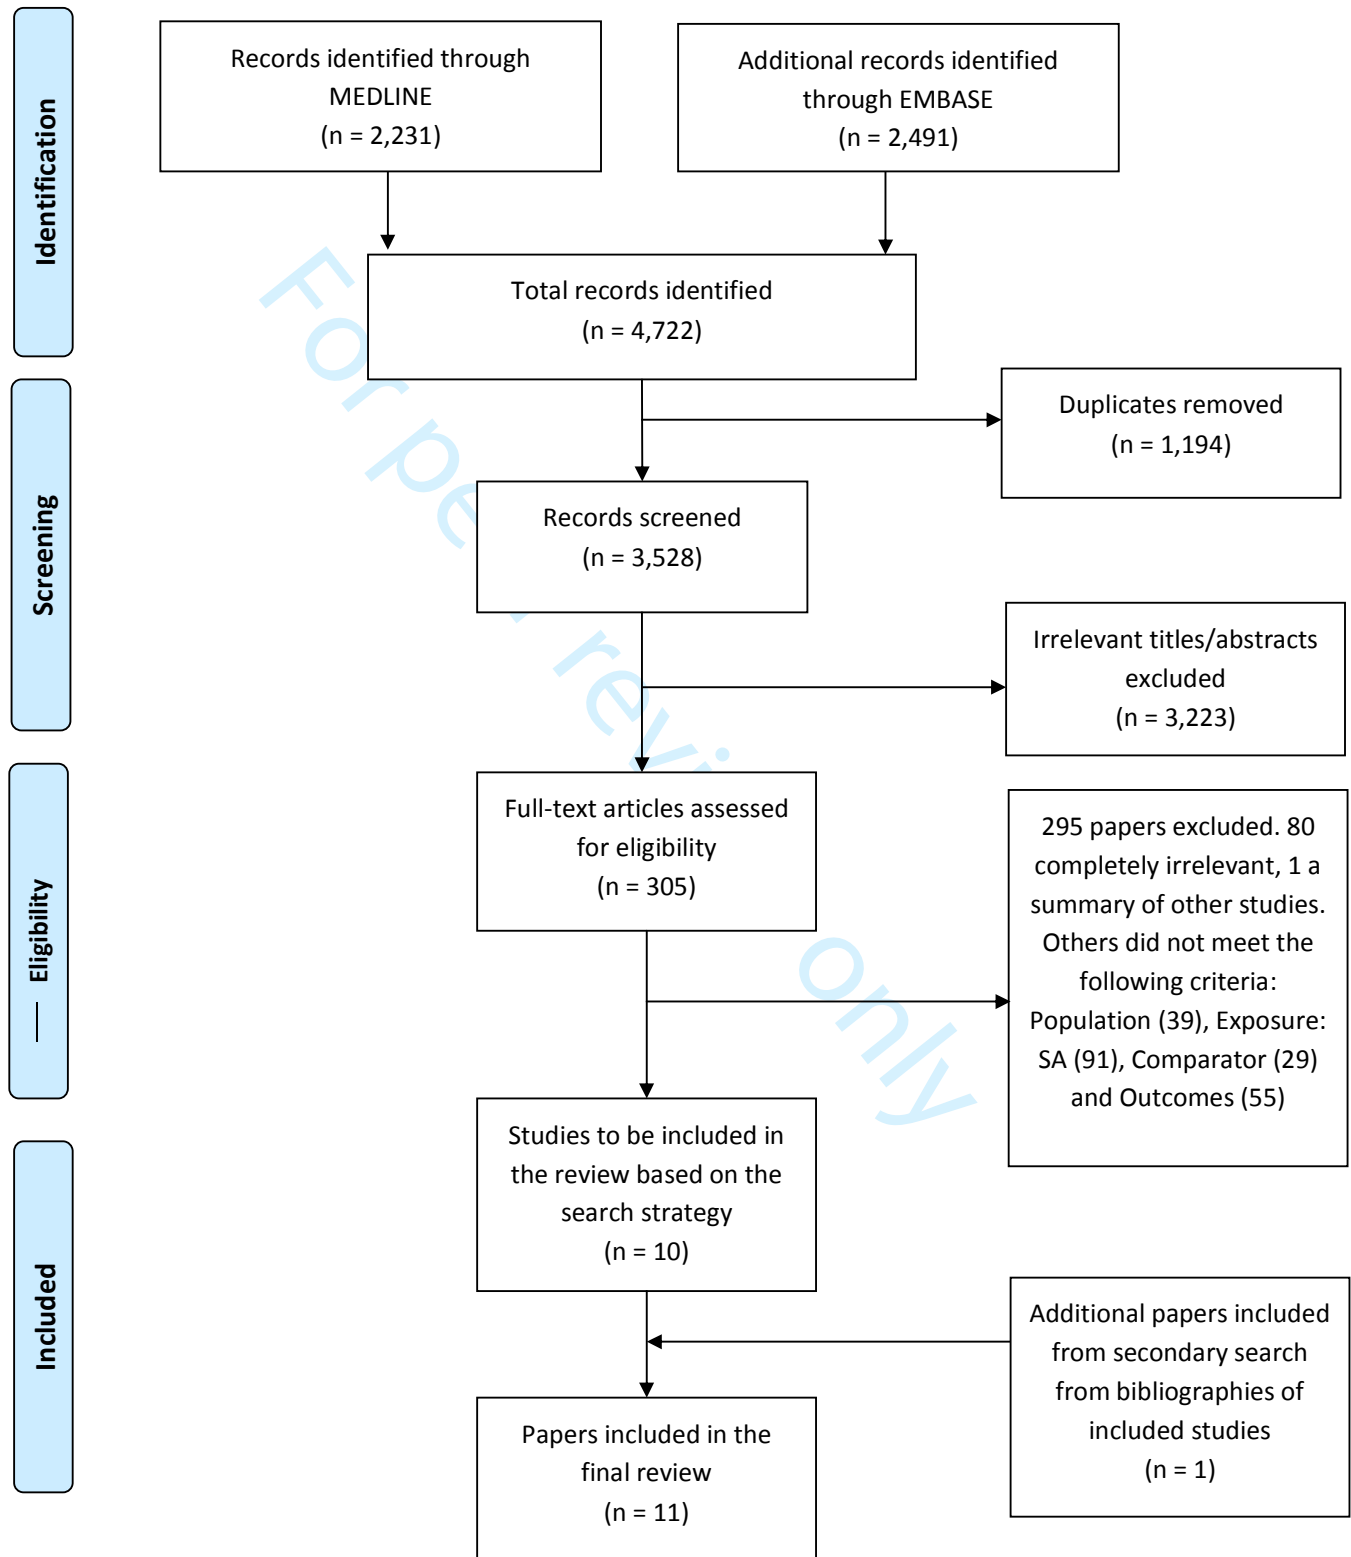 Identification
Records identified through
MEDLINE
(n = 2,231)
Additional records identified
through EMBASE
(n = 2,491)
Total records identified
(n = 4,722)
Screening
Duplicates removed
(n = 1,194)
Records screened
(n = 3,528)
Irrelevant titles/abstracts
excluded
(n = 3,223)
Eligibility
Full-text articles assessed
for eligibility
(n = 305)
295 papers excluded. 80
completely irrelevant, 1 a
summary of other studies.
Others did not meet the
following criteria:
Population (39), Exposure:
SA (91), Comparator (29)
and Outcomes (55)
Included
Studies to be included in
the review based on the
search strategy
(n = 10)
Additional papers included
from secondary search
from bibliographies of
included studies
(n = 1)
Papers included in the
final review
(n = 11)
For peer review only